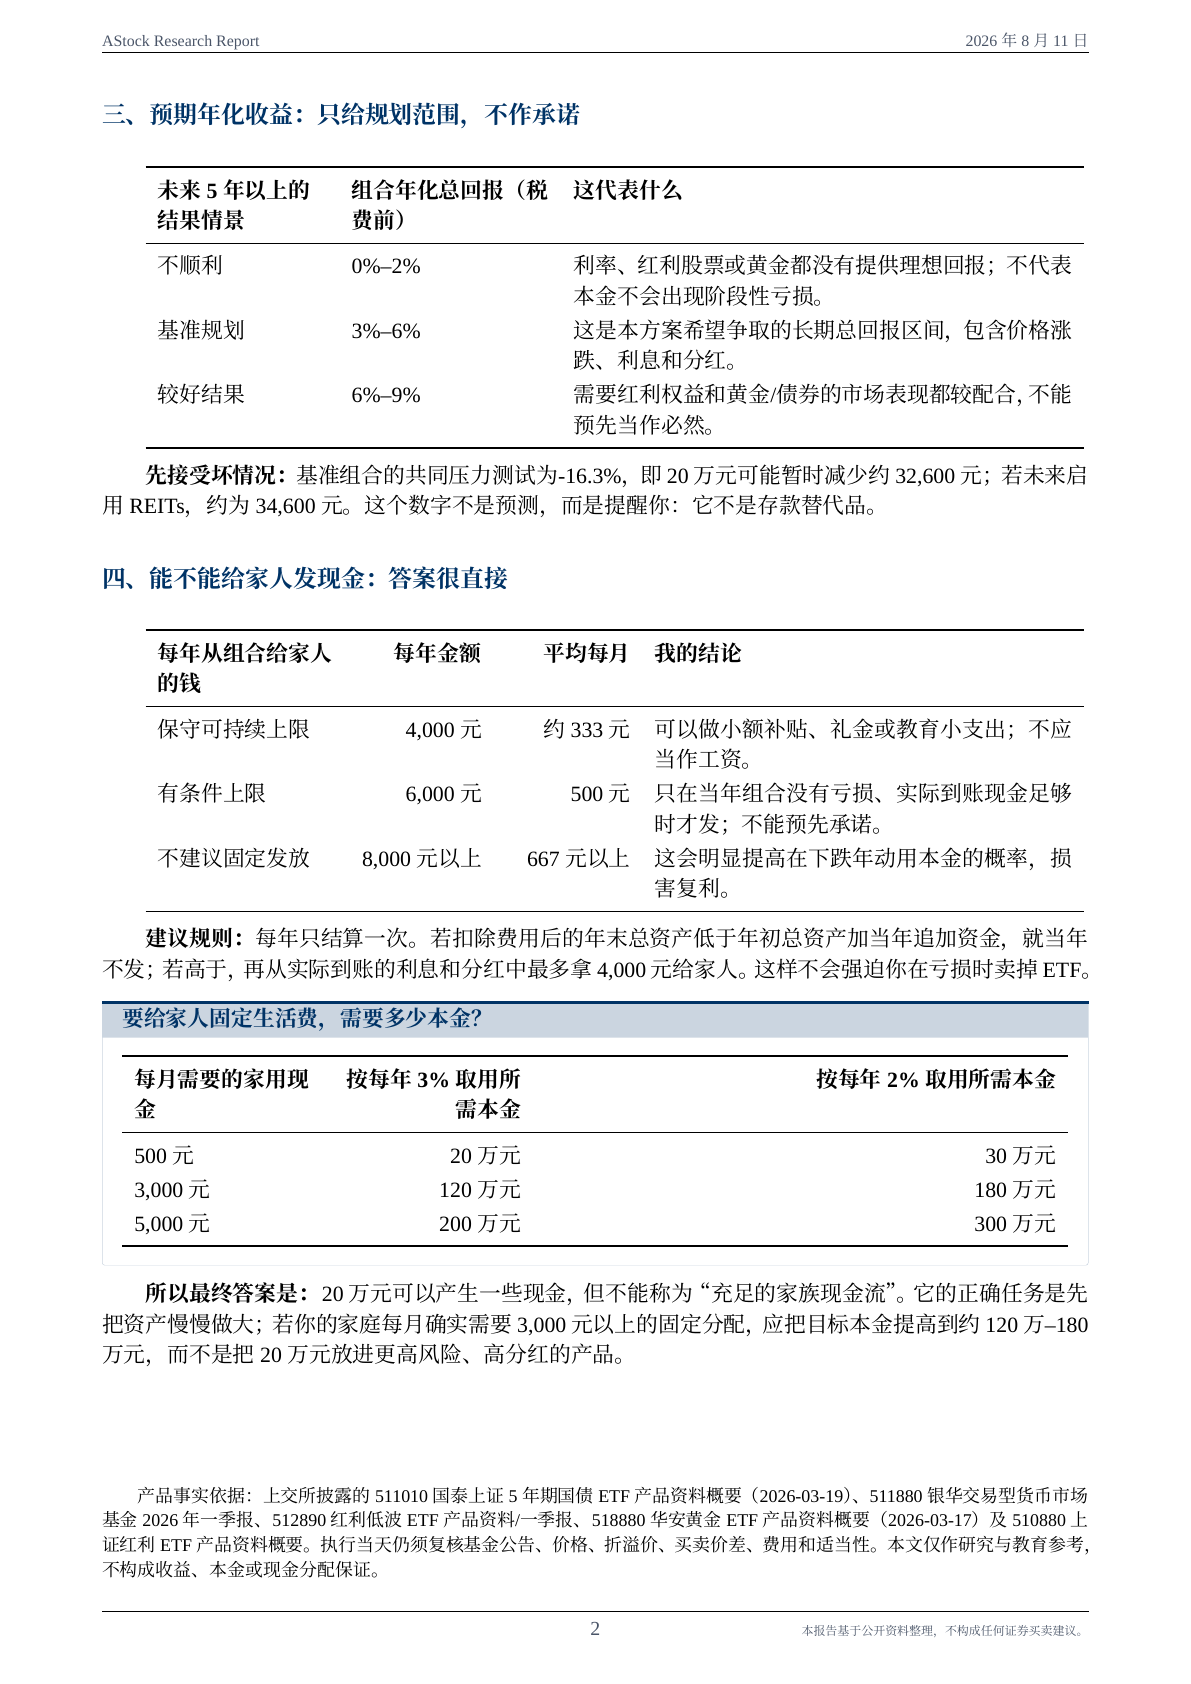 AStock Research Report 2026 年 8 月 11 日
三、预期年化收益：只给规划范围，不作承诺
未来 5 年以上的 组合年化总回报（税 这代表什么
结果情景 费前）
不顺利 0%–2% 利率、红利股票或黄金都没有提供理想回报；不代表
本金不会出现阶段性亏损。
基准规划 3%–6% 这是本方案希望争取的长期总回报区间，包含价格涨
跌、利息和分红。
较好结果 6%–9% 需要红利权益和黄金/债券的市场表现都较配合，不能
预先当作必然。
先接受坏情况：基准组合的共同压力测试为-16.3%，即 20 万元可能暂时减少约 32,600 元；若未来启
用 REITs，约为 34,600 元。这个数字不是预测，而是提醒你：它不是存款替代品。
四、能不能给家人发现金：答案很直接
每年从组合给家人 每年金额 平均每月 我的结论
的钱
保守可持续上限 4,000 元 约 333 元 可以做小额补贴、礼金或教育小支出；不应
当作工资。
有条件上限 6,000 元 500 元 只在当年组合没有亏损、实际到账现金足够
时才发；不能预先承诺。
不建议固定发放 8,000 元以上 667 元以上 这会明显提高在下跌年动用本金的概率，损
害复利。
建议规则：每年只结算一次。若扣除费用后的年末总资产低于年初总资产加当年追加资金，就当年
不发；若高于，再从实际到账的利息和分红中最多拿 4,000 元给家人。这样不会强迫你在亏损时卖掉 ETF。
要给家人固定生活费，需要多少本金？
每月需要的家用现 按每年 3% 取用所 按每年 2% 取用所需本金
金 需本金
500 元 20 万元 30 万元
3,000 元 120 万元 180 万元
5,000 元 200 万元 300 万元
所以最终答案是：20 万元可以产生一些现金，但不能称为“充足的家族现金流”。它的正确任务是先
把资产慢慢做大；若你的家庭每月确实需要 3,000 元以上的固定分配，应把目标本金提高到约 120 万–180
万元，而不是把 20 万元放进更高风险、高分红的产品。
产品事实依据：上交所披露的 511010 国泰上证 5 年期国债 ETF 产品资料概要（2026-03-19）、511880 银华交易型货币市场
基金 2026 年一季报、512890 红利低波 ETF 产品资料/一季报、518880 华安黄金 ETF 产品资料概要（2026-03-17）及 510880 上
证红利 ETF 产品资料概要。执行当天仍须复核基金公告、价格、折溢价、买卖价差、费用和适当性。本文仅作研究与教育参考，
不构成收益、本金或现金分配保证。
2 本报告基于公开资料整理，不构成任何证券买卖建议。